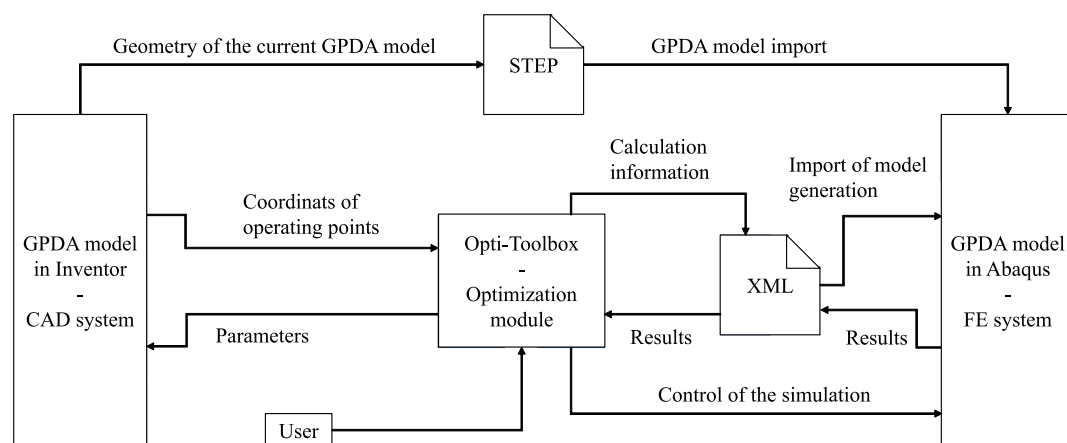 Geometry of the current GPDA model
STEP
GPDA model import
GPDA model
in Inventor
-
CAD system
Coordinats of
operating points
Parameters
Opti-Toolbox
-
Optimization
module
Calculation
information
XML
Import of model
generation
Results
Results
GPDA model
in Abaqus
-
FE system
Control of the simulation
User